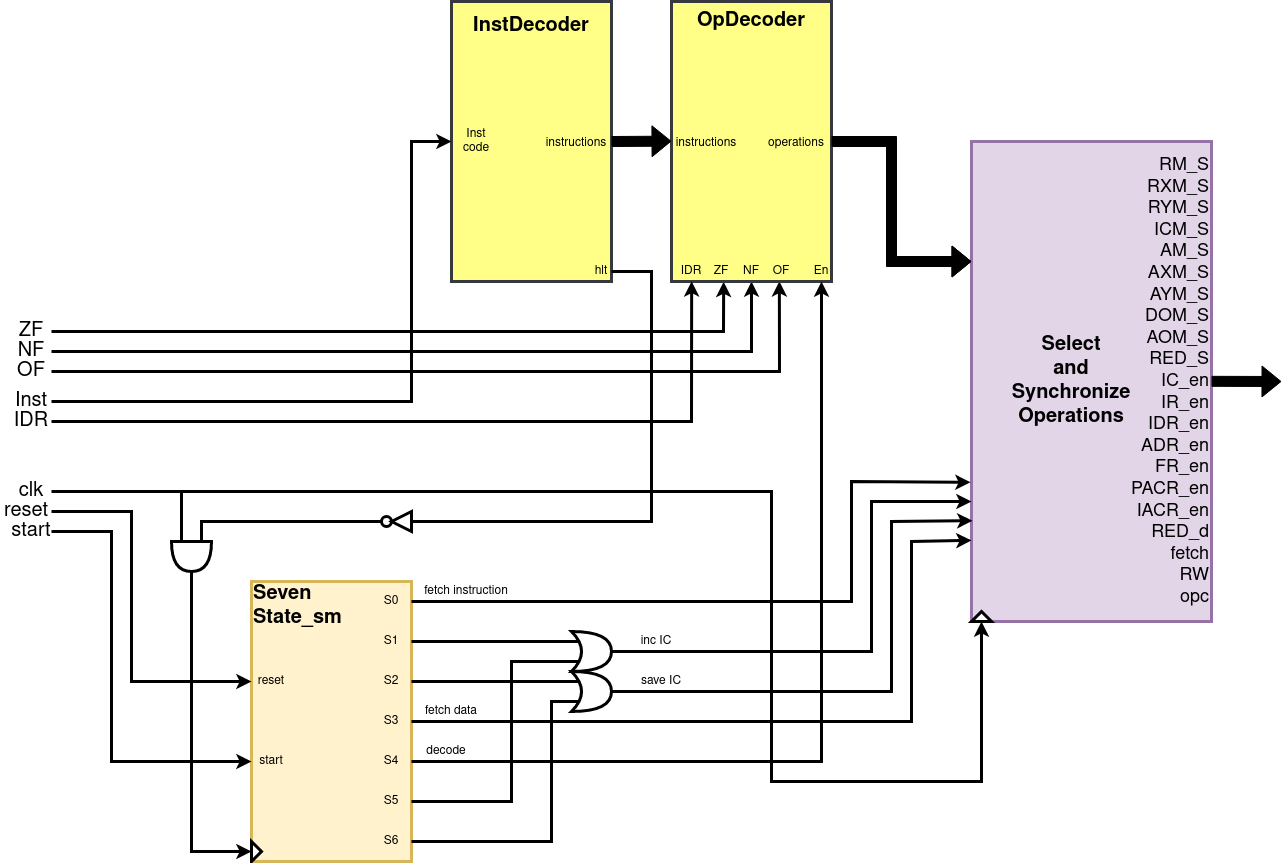 InstDecoder
OpDecoder
Inst
code
instructions
instructions
operations
hlt
IDR
ZF
NF
OF
En
ZF
NF
OF
Inst
IDR
clk
reset
start
Seven
State_sm
reset
start
S0
S1
S2
S3
S4
S5
S6
fetch instruction
inc IC
save IC
fetch data
decode
Select
and
Synchronize
Operations
RM_S
RXM_S
RYM_S
ICM_S
AM_S
AXM_S
AYM_S
DOM_S
AOM_S
RED_S
IC_en
IR_en
IDR_en
ADR_en
FR_en
PACR_en
IACR_en
RED_d
fetch
RW
opc